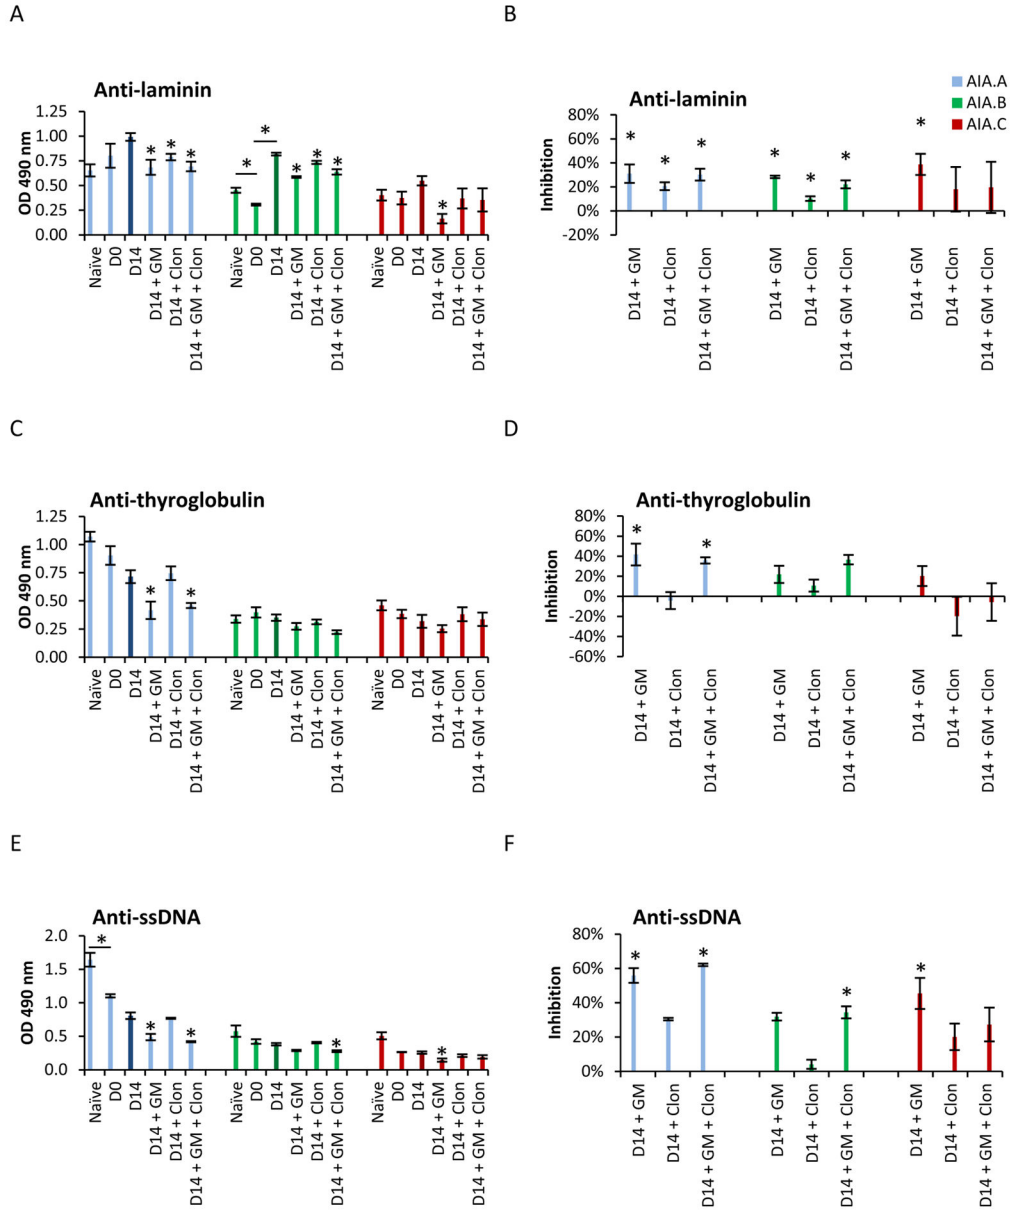 A
Anti-laminin
OD 490 nm
1.25
1.00
0.75
0.50
0.25
0.00
* * * * * * * * *
Naïve D0 D14 D14 + GM D14 + Clon D14 + GM + Clon
Naïve D0 D14 D14 + GM D14 + Clon D14 + GM + Clon
Naïve D0 D14 D14 + GM D14 + Clon D14 + GM + Clon
B
Anti-laminin
AIA.A
AIA.B
AIA.C
Inhibition
80%
60%
40%
20%
0%
-20%
* * * * * * *
D14 + GM D14 + Clon D14 + GM + Clon
D14 + GM D14 + Clon D14 + GM + Clon
D14 + GM D14 + Clon D14 + GM + Clon
C
Anti-thyroglobulin
OD 490 nm
1.25
1.00
0.75
0.50
0.25
0.00
* *
Naïve D0 D14 D14 + GM D14 + Clon D14 + GM + Clon
Naïve D0 D14 D14 + GM D14 + Clon D14 + GM + Clon
Naïve D0 D14 D14 + GM D14 + Clon D14 + GM + Clon
D
Anti-thyroglobulin
Inhibition
80%
60%
40%
20%
0%
-20%
-40%
-60%
* *
D14 + GM D14 + Clon D14 + GM + Clon
D14 + GM D14 + Clon D14 + GM + Clon
D14 + GM D14 + Clon D14 + GM + Clon
E
Anti-ssDNA
OD 490 nm
2.0
1.5
1.0
0.5
0.0
* * * * *
Naïve D0 D14 D14 + GM D14 + Clon D14 + GM + Clon
Naïve D0 D14 D14 + GM D14 + Clon D14 + GM + Clon
Naïve D0 D14 D14 + GM D14 + Clon D14 + GM + Clon
F
Anti-ssDNA
Inhibition
80%
60%
40%
20%
0%
* * * *
D14 + GM D14 + Clon D14 + GM + Clon
D14 + GM D14 + Clon D14 + GM + Clon
D14 + GM D14 + Clon D14 + GM + Clon